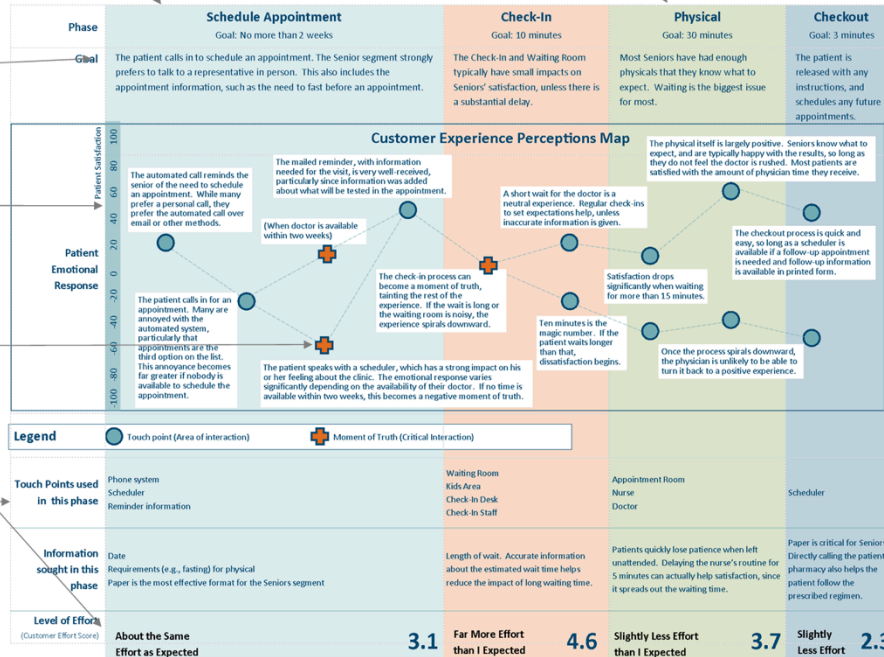 Phase
Schedule Appointment
Goal: No more than 2 weeks
Check-In
Goal: 10 minutes
Physical
Goal: 30 minutes
Checkout
Goal: 3 minutes
Goal
The patient calls in to schedule an appointment. The Senior segment strongly
prefers to talk to a representative in person. This also includes the
appointment information, such as the need to fast before an appointment.
The Check-In and Waiting Room
typically have small impacts on
Seniors' satisfaction, unless there is
a substantial delay.
Most Seniors have had enough
physicals that they know what to
expect. Waiting is the biggest issue
for most.
The patient is
released with any
instructions, and
schedules any future
appointments.
Customer Experience Perceptions Map
Patient Satisfaction
100
80
60
40
20
0
-20
-40
-60
-80
-100
Patient
Emotional
Response
The automated call reminds the
senior of the need to schedule
an appointment. While many
prefer a personal call, they
prefer the automated call over
email or other methods.
The mailed reminder, with information
needed for the visit, is very well-received,
particularly since information was added
about what will be tested in the appointment.
(When doctor is available
within two weeks)
The patient calls in for an
appointment. Many are
annoyed with the
automated system,
particularly that
appointments are the
third option on the list.
This annoyance becomes
far greater if nobody is
available to schedule the
appointment.
The patient speaks with a scheduler, which has a strong impact on his
or her feeling about the clinic. The emotional response varies
significantly depending on the availability of their doctor. If no time is
available within two weeks, this becomes a negative moment of truth.
The check-in process can
become a moment of truth,
tainting the rest of the
experience. If the wait is long or
the waiting room is noisy, the
experience spirals downward.
A short wait for the doctor is a
neutral experience. Regular check-ins
to set expectations help, unless
inaccurate information is given.
Ten minutes is the
magic number. If the
patient waits longer
than that,
dissatisfaction begins.
The physical itself is largely positive. Seniors know what to
expect, and are typically happy with the results, so long as
they do not feel the doctor is rushed. Most patients are
satisfied with the amount of physician time they receive.
Satisfaction drops
significantly when waiting
for more than 15 minutes.
The checkout process is quick and
easy, so long as a scheduler is
available if a follow-up appointment
is needed and follow-up information
is available in printed form.
Once the process spirals downward,
the physician is unlikely to be able to
turn it back to a positive experience.
Legend
Touch point (Area of interaction)
Moment of Truth (Critical Interaction)
Touch Points used
in this phase
Phone system
Scheduler
Reminder information
Waiting Room
Kids Area
Check-In Desk
Check-In Staff
Appointment Room
Nurse
Doctor
Scheduler
Information
sought in this
phase
Date
Requirements (e.g., fasting) for physical
Paper is the most effective format for the Seniors segment
Length of wait. Accurate information
about the estimated wait time helps
reduce the impact of long waiting time.
Patients quickly lose patience when left
unattended. Delaying the nurse's routine for
5 minutes can actually help satisfaction, since
it spreads out the waiting time.
Paper is critical for Seniors
Directly calling the patient
pharmacy also helps the
patient follow the
prescribed regimen.
Level of Effort
(Customer Effort Score)
About the Same
Effort as Expected
3.1
Far More Effort
than I Expected
4.6
Slightly Less Effort
than I Expected
3.7
Slightly
Less Effort
2.3